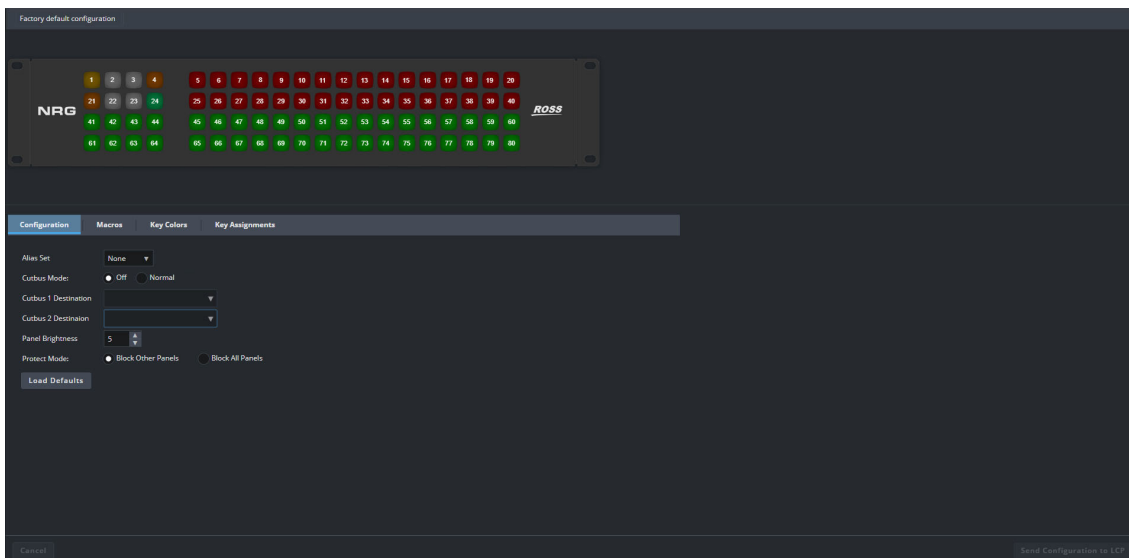 Factory default configuration
1 2 3 4 5 6 7 8 9 10 11 12 13 14 15 16 17 18 19 20
NRG 21 22 23 24 25 26 27 28 29 30 31 32 33 34 35 36 37 38 39 40 ROSS
41 42 43 44 45 46 47 48 49 50 51 52 53 54 55 56 57 58 59 60
61 62 63 64 65 66 67 68 69 70 71 72 73 74 75 76 77 78 79 80
Configuration Macros Key Colors Key Assignments
Alias Set None
Cutbus Mode: Off Normal
Cutbus 1 Destination
Cutbus 2 Destinaion
Panel Brightness 5
Protect Mode: Block Other Panels Block All Panels
Load Defaults
Cancel Send Configuration to LCP